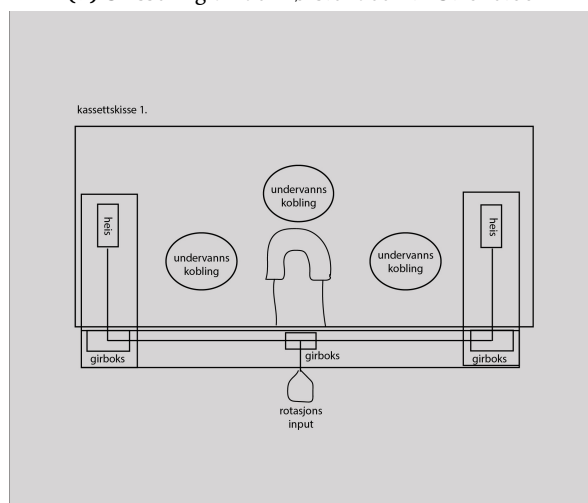 kassettskisse 1.
undervanns
kobling
heis
heis
undervanns
kobling
undervanns
kobling
girboks
girboks
girboks
rotasjons
input